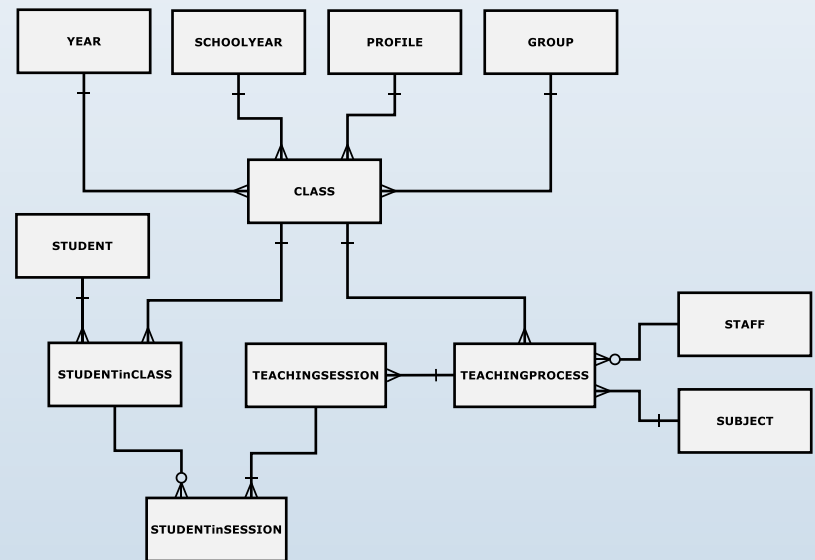 YEAR
SCHOOLYEAR
PROFILE
GROUP
CLASS
STUDENT
STAFF
STUDENTinCLASS
TEACHINGSESSION
TEACHINGPROCESS
SUBJECT
STUDENTinSESSION